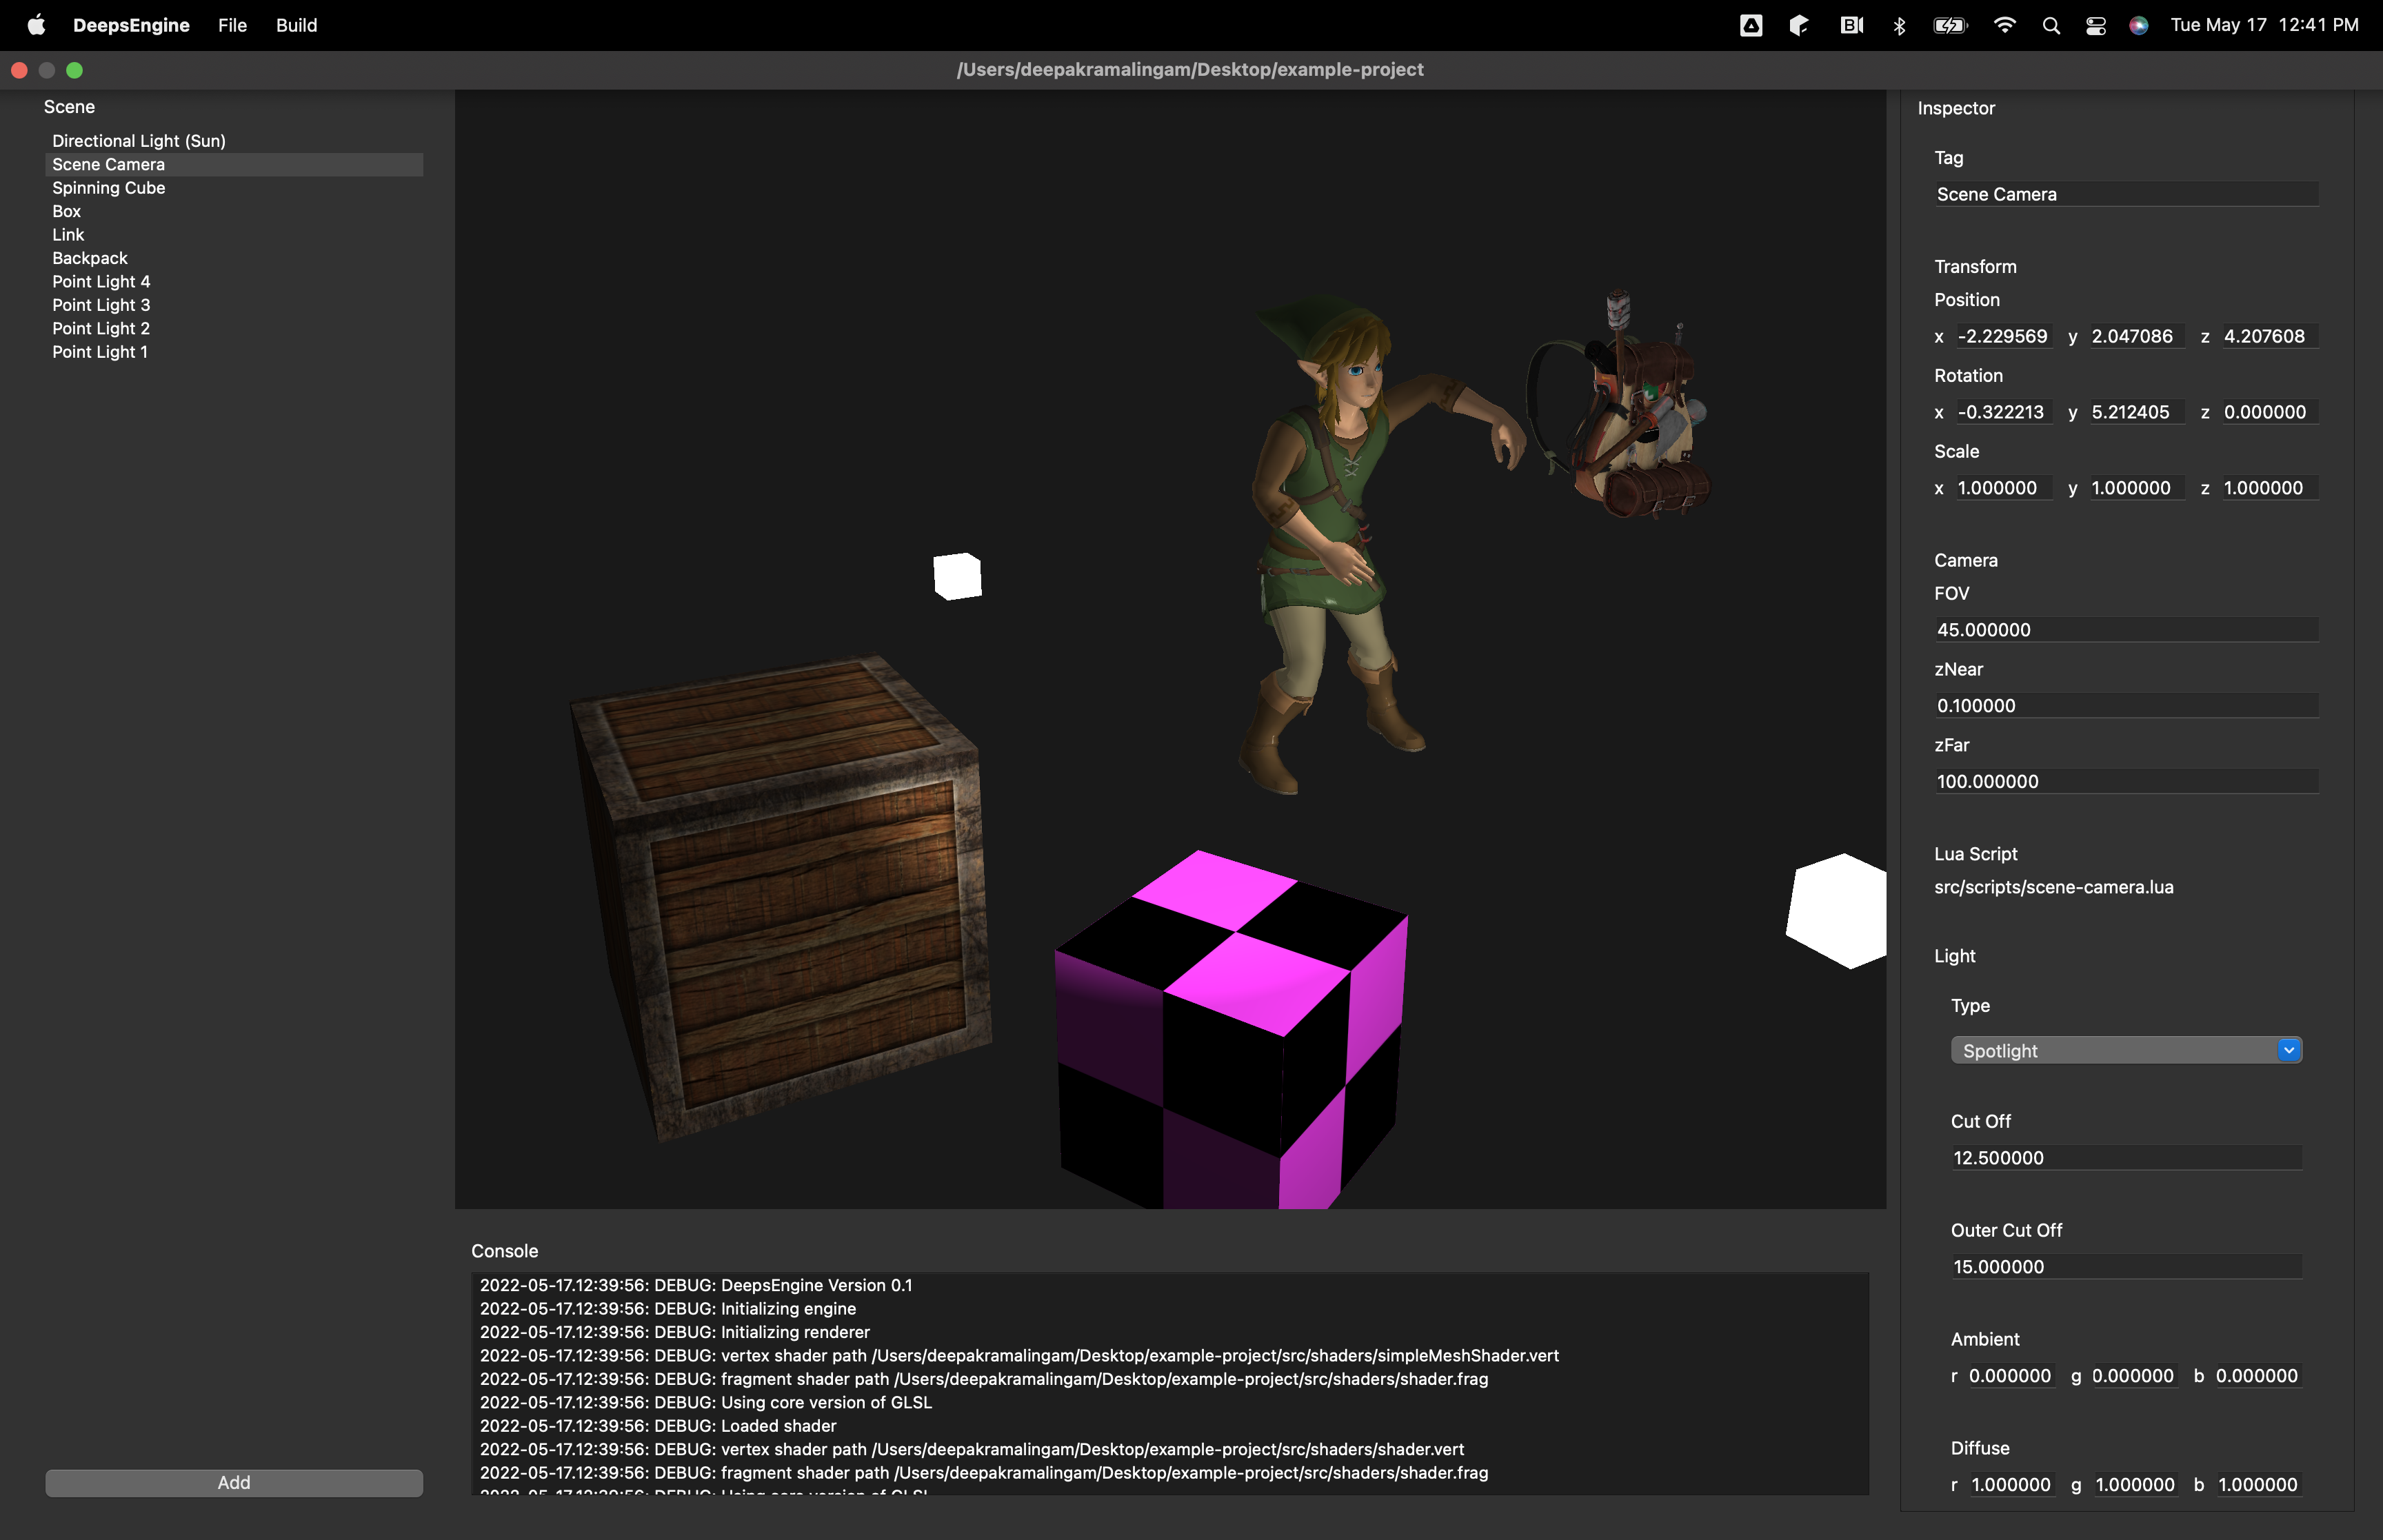 DeepsEngine File Build Tue May 17 12:41 PM
/Users/deepakramalingam/Desktop/example-project
Scene
Directional Light (Sun)
Scene Camera
Spinning Cube
Box
Link
Backpack
Point Light 4
Point Light 3
Point Light 2
Point Light 1
Add
Console
2022-05-17.12:39:56: DEBUG: DeepsEngine Version 0.1
2022-05-17.12:39:56: DEBUG: Initializing engine
2022-05-17.12:39:56: DEBUG: Initializing renderer
2022-05-17.12:39:56: DEBUG: vertex shader path /Users/deepakramalingam/Desktop/example-project/src/shaders/simpleMeshShader.vert
2022-05-17.12:39:56: DEBUG: fragment shader path /Users/deepakramalingam/Desktop/example-project/src/shaders/shader.frag
2022-05-17.12:39:56: DEBUG: Using core version of GLSL
2022-05-17.12:39:56: DEBUG: Loaded shader
2022-05-17.12:39:56: DEBUG: vertex shader path /Users/deepakramalingam/Desktop/example-project/src/shaders/shader.vert
2022-05-17.12:39:56: DEBUG: fragment shader path /Users/deepakramalingam/Desktop/example-project/src/shaders/shader.frag
2022-05-17.12:39:56: DEBUG: Using core version of GLSL
Inspector
Tag
Scene Camera
Transform
Position
x -2.229569 y 2.047086 z 4.207608
Rotation
x -0.322213 y 5.212405 z 0.000000
Scale
x 1.000000 y 1.000000 z 1.000000
Camera
FOV
45.000000
zNear
0.100000
zFar
100.000000
Lua Script
src/scripts/scene-camera.lua
Light
Type
Spotlight
Cut Off
12.500000
Outer Cut Off
15.000000
Ambient
r 0.000000 g 0.000000 b 0.000000
Diffuse
r 1.000000 g 1.000000 b 1.000000